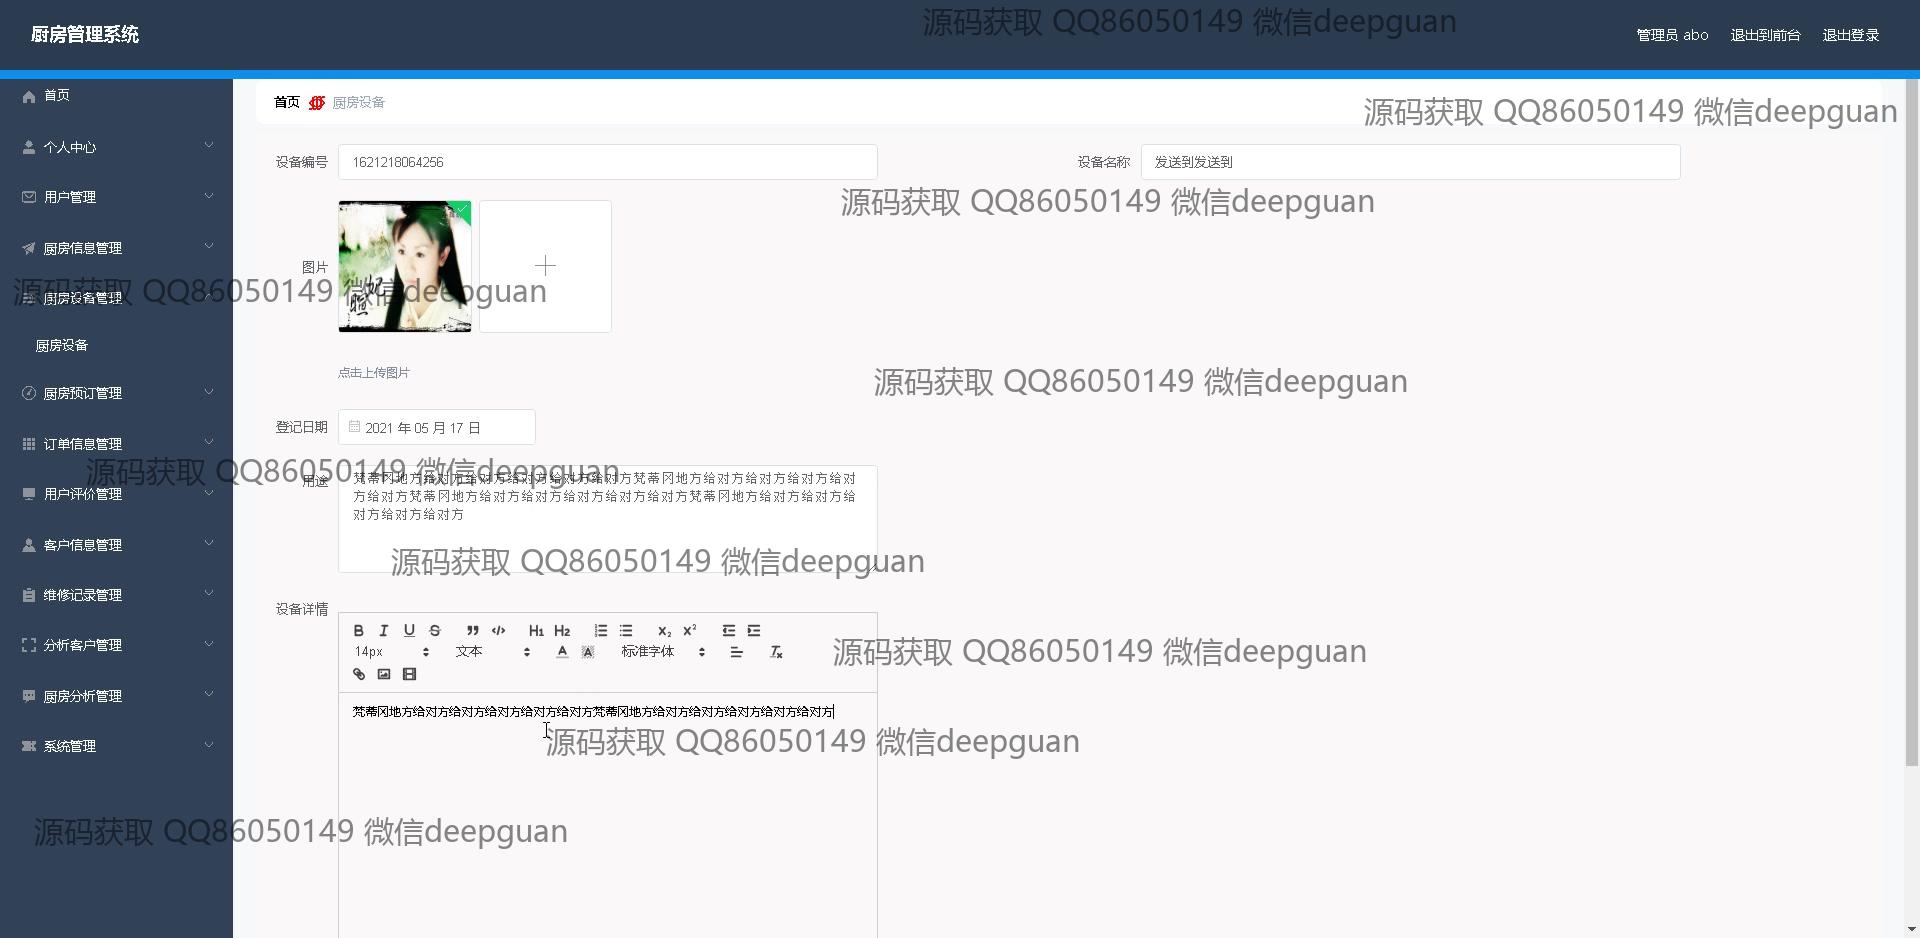 厨房管理系统
管理员 abo 退出到前台 退出登录
源码获取 QQ86050149 微信deepguan
首页
个人中心
用户管理
厨房信息管理
厨房设备管理
厨房设备
厨房预订管理
订单信息管理
用户评价管理
客户信息管理
维修记录管理
分析客户管理
厨房分析管理
系统管理
首页 厨房设备
源码获取 QQ86050149 微信deepguan
设备编号 1621218064256
设备名称 发送到发送到
源码获取 QQ86050149 微信deepguan
图片
源码获取 QQ86050149 微信deepguan
点击上传图片
源码获取 QQ86050149 微信deepguan
登记日期 2021 年 05 月 17 日
源码获取 QQ86050149 微信deepguan
用途
梵蒂冈地方给对方给对方给对方给对方给对方梵蒂冈地方给对方给对方给对方给对
方给对方梵蒂冈地方给对方给对方给对方给对方给对方梵蒂冈地方给对方给对方给
对方给对方给对方
源码获取 QQ86050149 微信deepguan
设备详情
B I U S H1 H2 X₂ X²
14px 文本 A A 标准字体
源码获取 QQ86050149 微信deepguan
梵蒂冈地方给对方给对方给对方给对方给对方梵蒂冈地方给对方给对方给对方给对方给对方
源码获取 QQ86050149 微信deepguan
源码获取 QQ86050149 微信deepguan